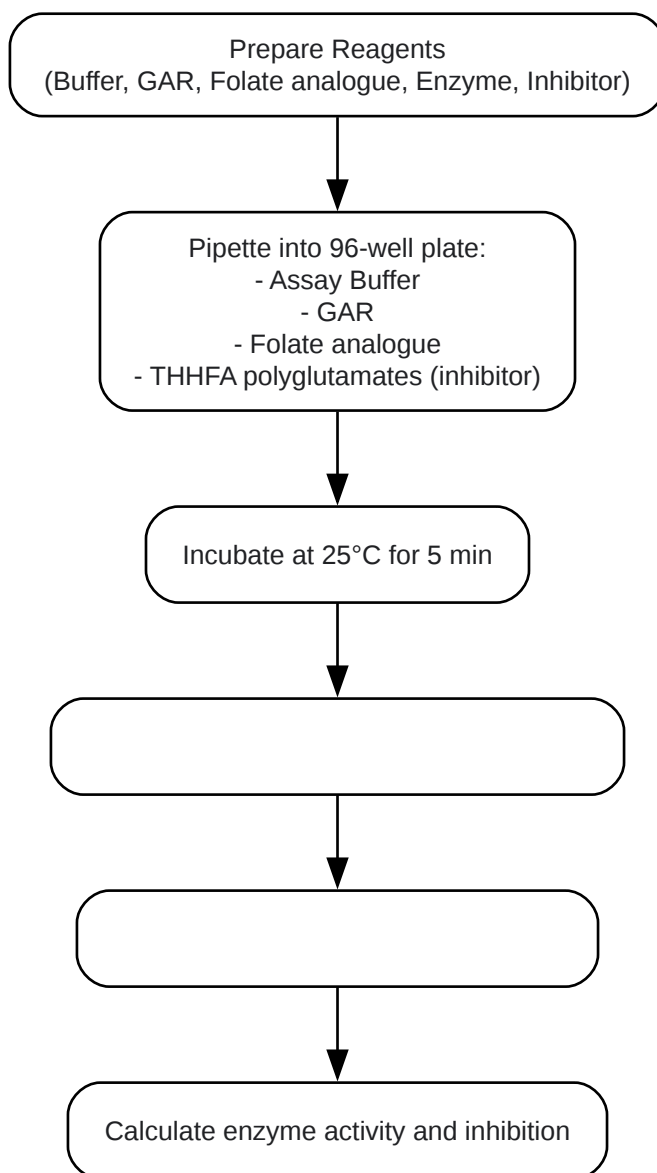 Prepare Reagents
(Buffer, GAR, Folate analogue, Enzyme, Inhibitor)
Pipette into 96-well plate:
- Assay Buffer
- GAR
- Folate analogue
- THHFA polyglutamates (inhibitor)
Incubate at 25°C for 5 min
Calculate enzyme activity and inhibition